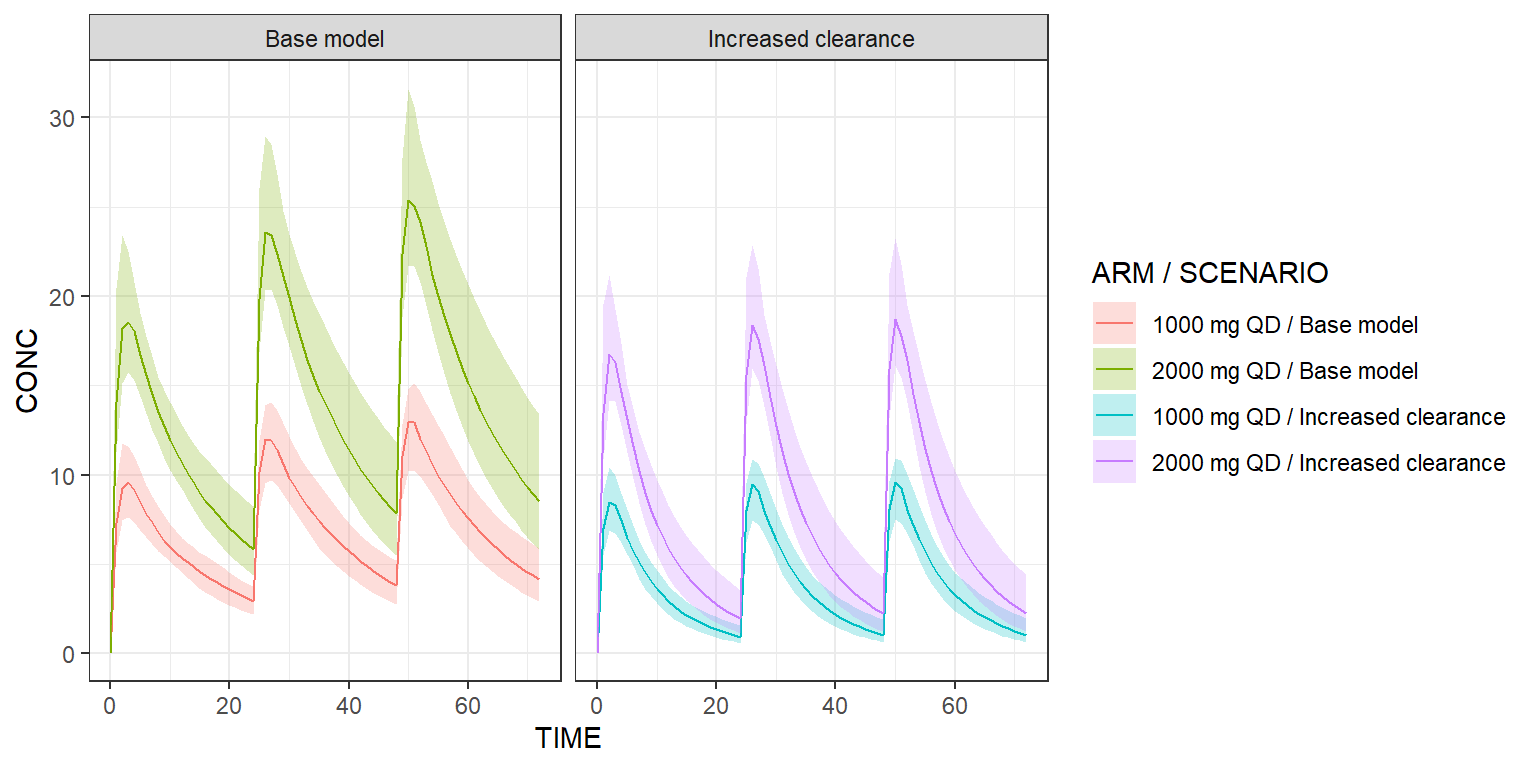 Base model
Increased clearance
CONC
30
20
10
0
0 20 40 60
0 20 40 60
TIME
ARM / SCENARIO
1000 mg QD / Base model
2000 mg QD / Base model
1000 mg QD / Increased clearance
2000 mg QD / Increased clearance